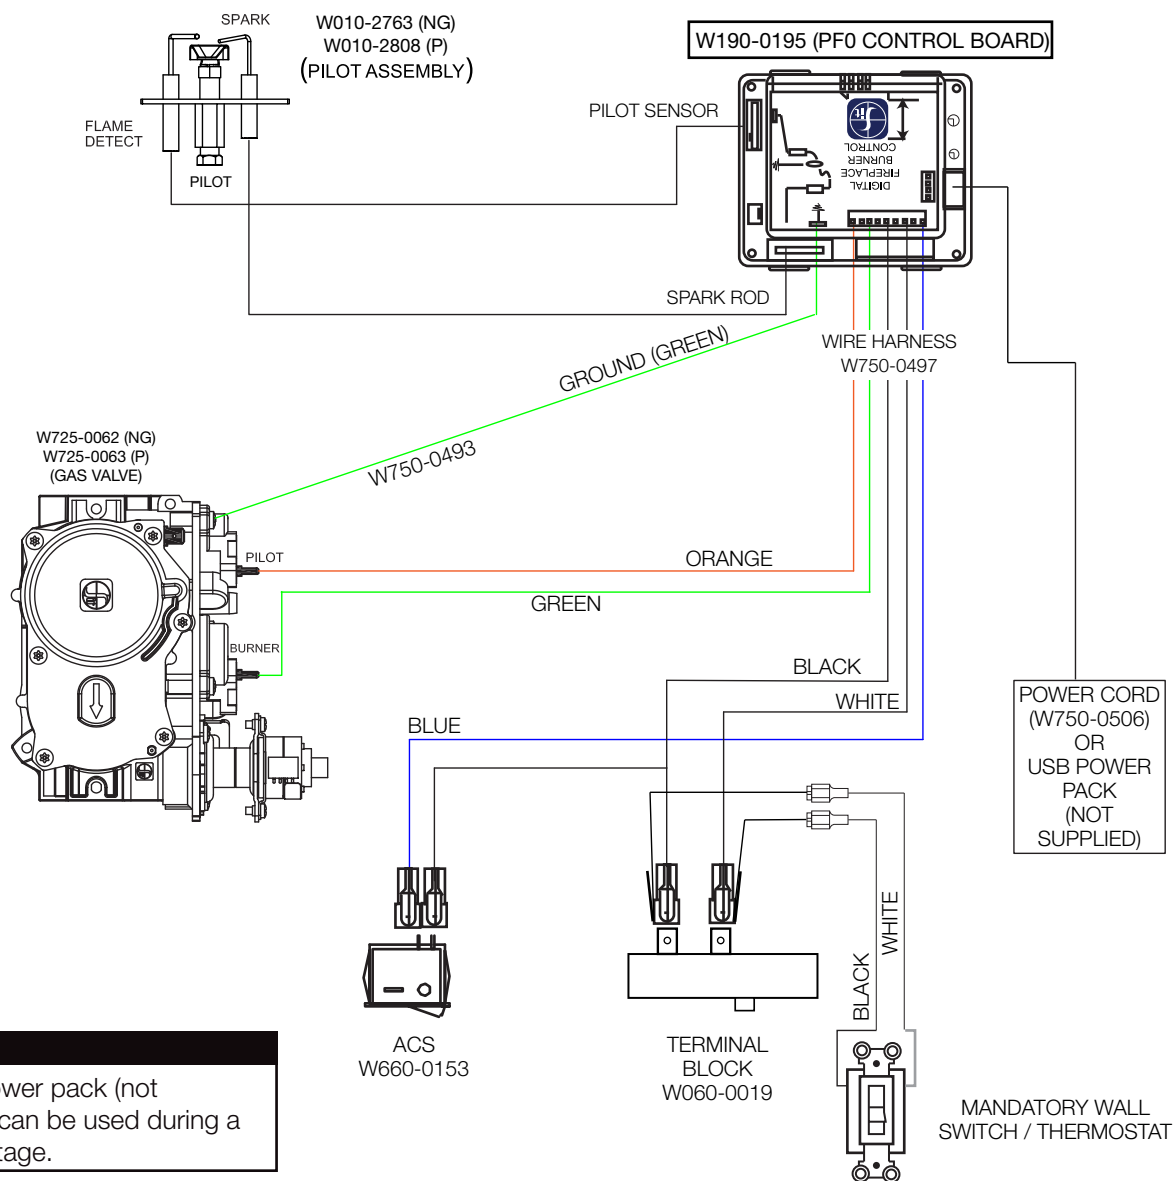 SPARK
W010-2763 (NG)
W010-2808 (P)
(PILOT ASSEMBLY)
FLAME
DETECT
PILOT
W190-0195 (PF0 CONTROL BOARD)
PILOT SENSOR
sit
DIGITAL
FIREPLACE
BURNER
CONTROL
SPARK ROD
WIRE HARNESS
W750-0497
GROUND (GREEN)
W750-0493
W725-0062 (NG)
W725-0063 (P)
(GAS VALVE)
PILOT
ORANGE
GREEN
BURNER
BLACK
WHITE
BLUE
POWER CORD
(W750-0506)
OR
USB POWER
PACK
(NOT
SUPPLIED)
WHITE
BLACK
ACS
W660-0153
TERMINAL
BLOCK
W060-0019
MANDATORY WALL
SWITCH / THERMOSTAT
ower pack (not
can be used during a
tage.